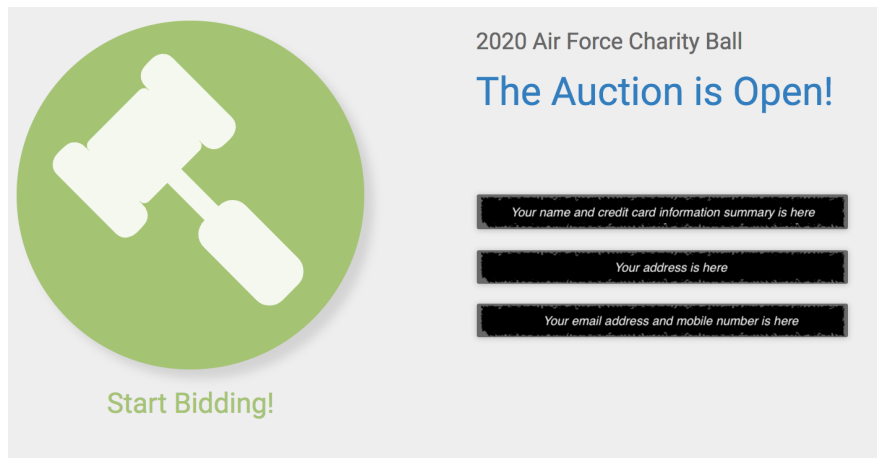 2020 Air Force Charity Ball
The Auction is Open!
Your name and credit card information summary is here
Your address is here
Your email address and mobile number is here
Start Bidding!